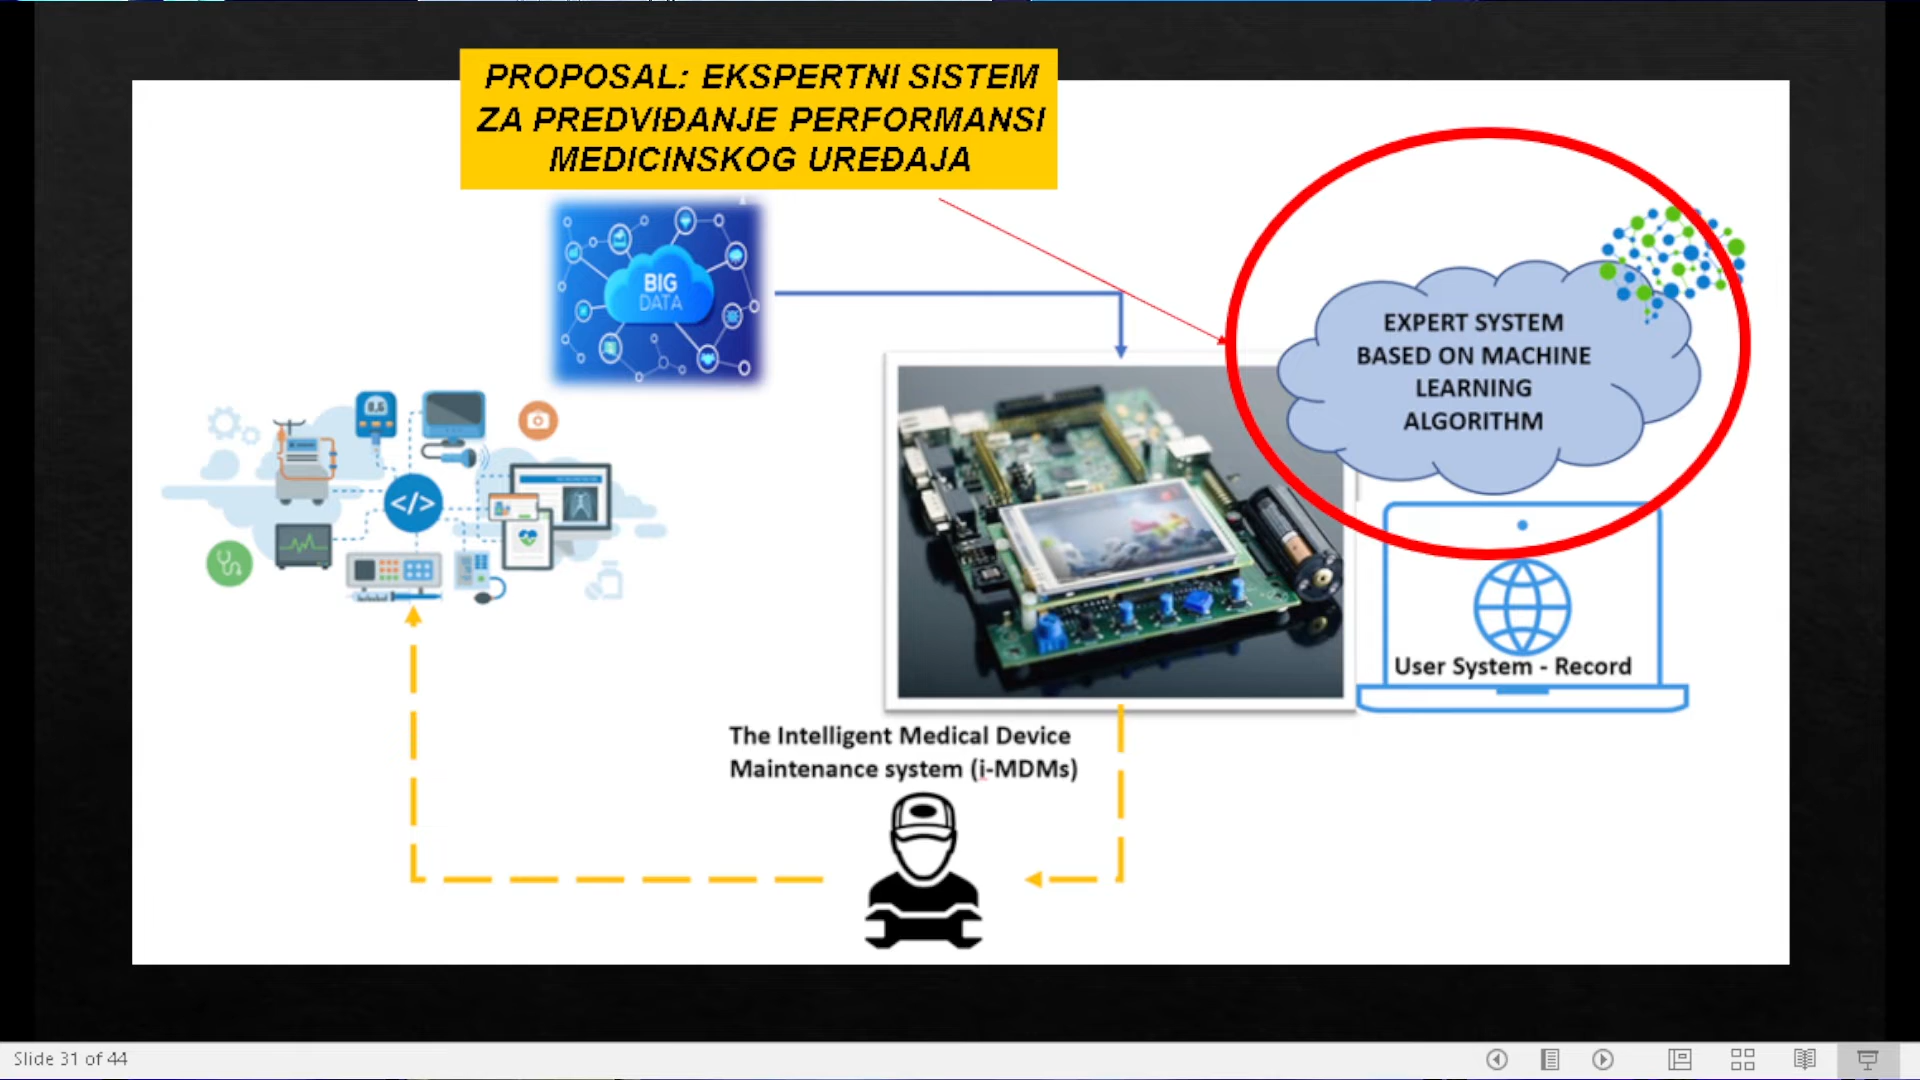 PROPOSAL: EKSPERTNI SISTEM
ZA PREDVIĐANJE PERFORMANSI
MEDICINSKOG UREĐAJA
BIG
DATA
EXPERT SYSTEM
BASED ON MACHINE
LEARNING
ALGORITHM
</>
User System - Record
The Intelligent Medical Device
Maintenance system (i-MDMs)
Slide 31 of 44